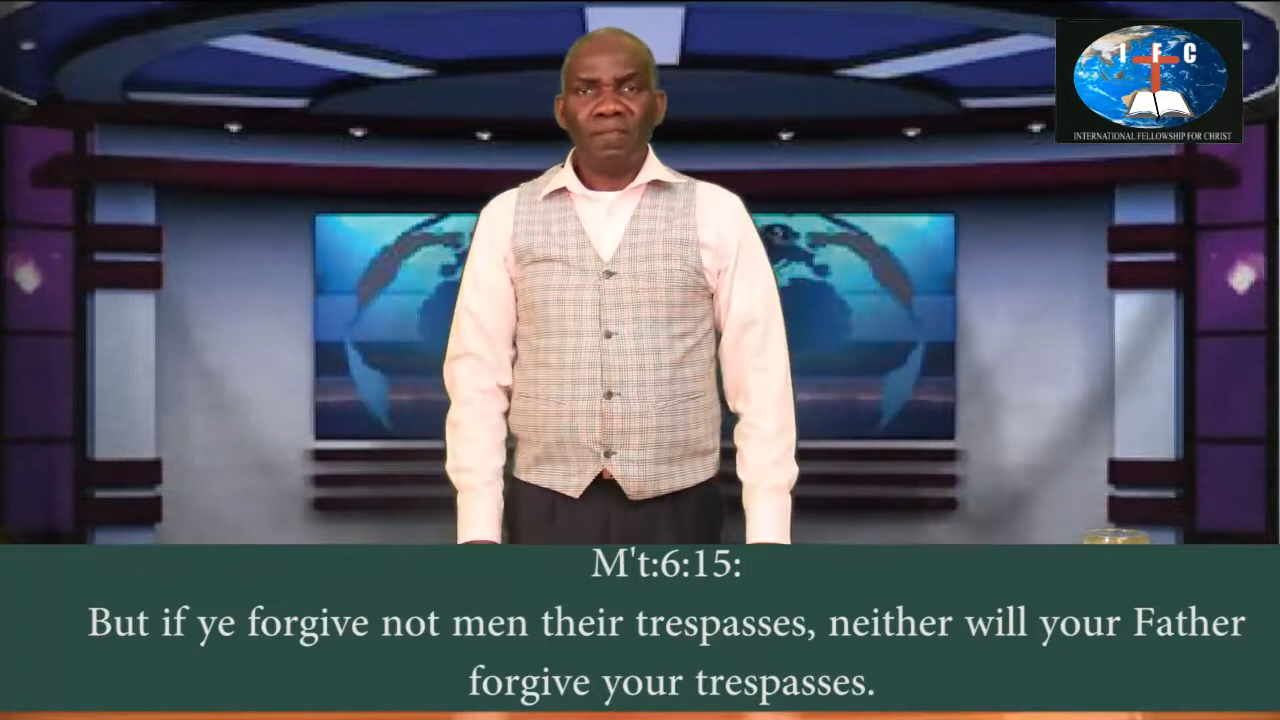 I F C
INTERNATIONAL FELLOWSHIP FOR CHRIST
M't:6:15:
But if ye forgive not men their trespasses, neither will your Father
forgive your trespasses.